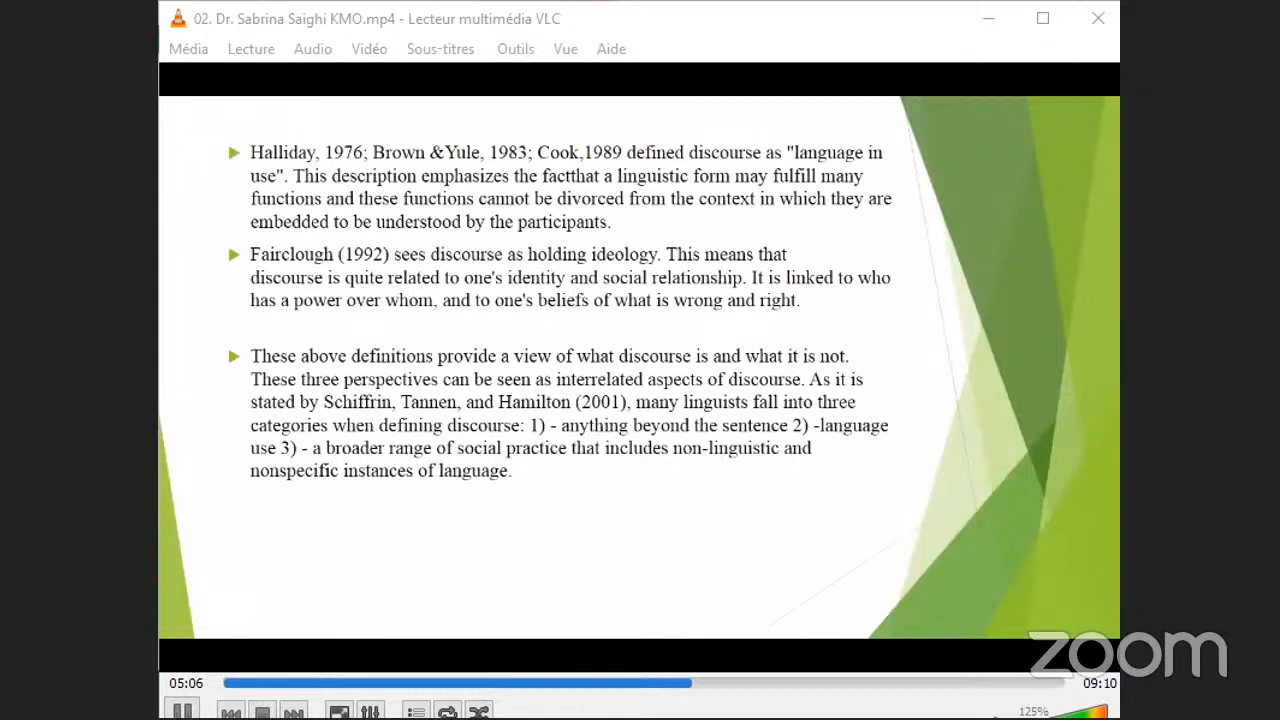 02. Dr. Sabrina Saighi KMO.mp4 - Lecteur multimédia VLC
Média Lecture Audio Vidéo Sous-titres Outils Vue Aide
Halliday, 1976; Brown &Yule, 1983; Cook,1989 defined discourse as "language in
use". This description emphasizes the factthat a linguistic form may fulfill many
functions and these functions cannot be divorced from the context in which they are
embedded to be understood by the participants.
Fairclough (1992) sees discourse as holding ideology. This means that
discourse is quite related to one's identity and social relationship. It is linked to who
has a power over whom, and to one's beliefs of what is wrong and right.
These above definitions provide a view of what discourse is and what it is not.
These three perspectives can be seen as interrelated aspects of discourse. As it is
stated by Schiffrin, Tannen, and Hamilton (2001), many linguists fall into three
categories when defining discourse: 1) - anything beyond the sentence 2) -language
use 3) - a broader range of social practice that includes non-linguistic and
nonspecific instances of language.
zoom
05:06 09:10
125%